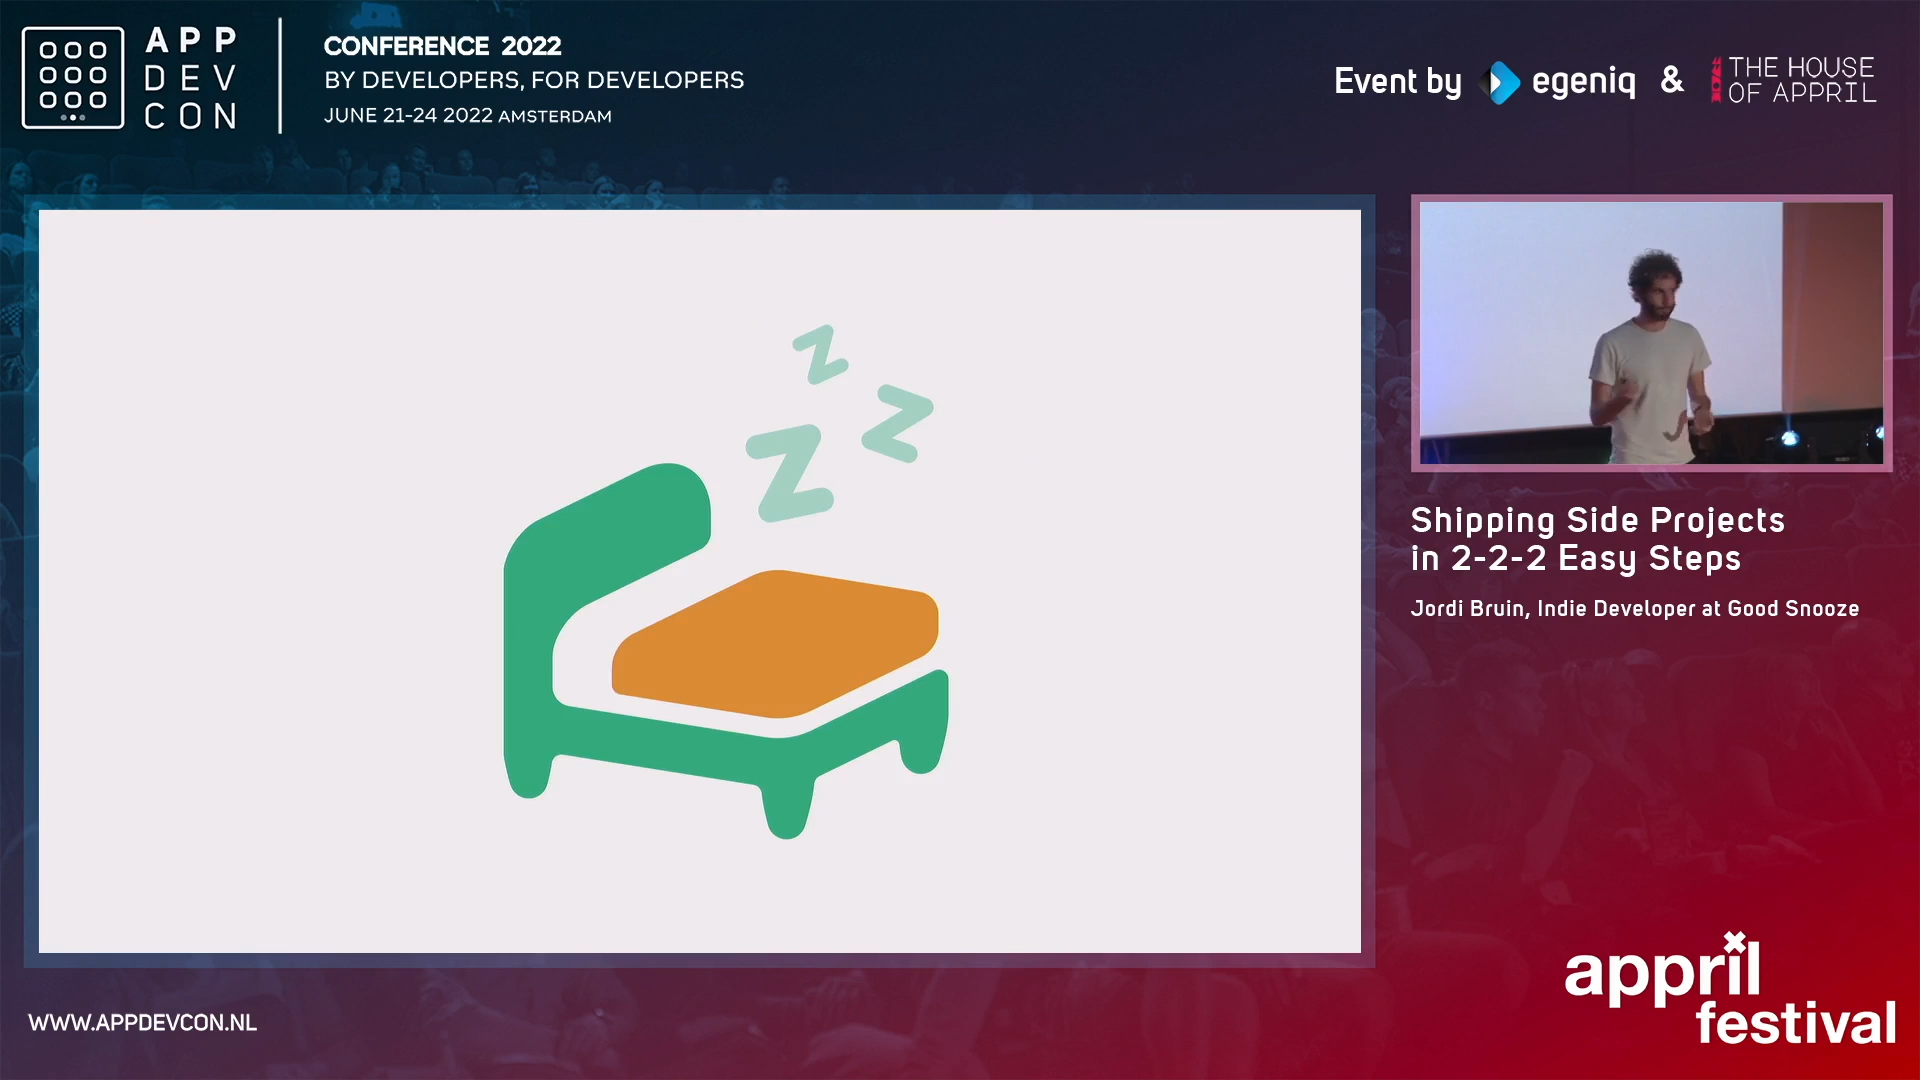 APP
DEV
CON
CONFERENCE 2022
BY DEVELOPERS, FOR DEVELOPERS
JUNE 21-24 2022 AMSTERDAM
Event by egeniq & THE HOUSE
OF APPRIL
z
z
z
Shipping Side Projects
in 2-2-2 Easy Steps
Jordi Bruin, Indie Developer at Good Snooze
WWW.APPDEVCON.NL
appril
festival